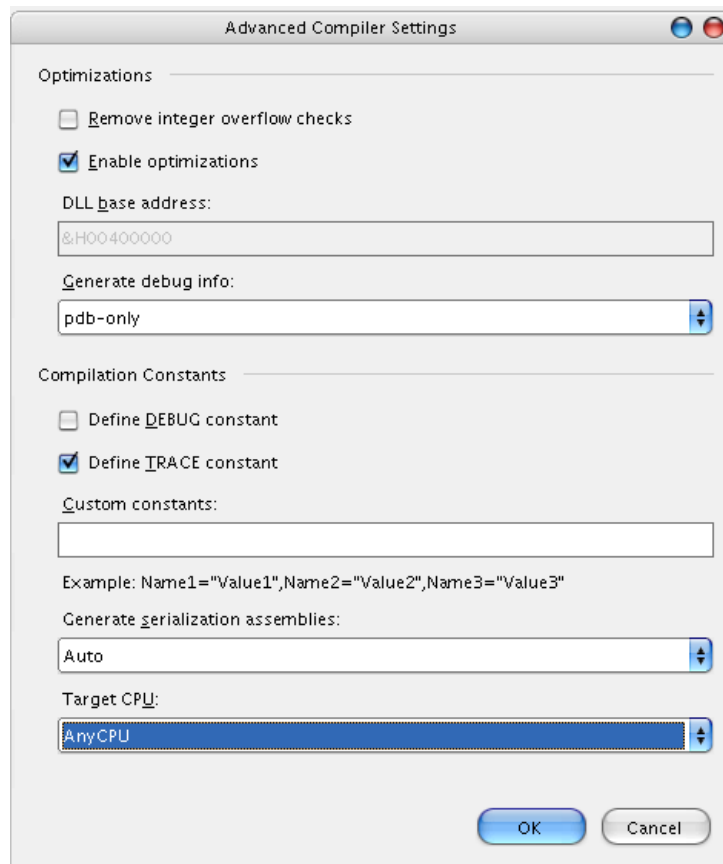 Advanced Compiler Settings
Optimizations
Remove integer overflow checks
Enable optimizations
DLL base address:
&H00400000
Generate debug info:
pdb-only
Compilation Constants
Define DEBUG constant
Define TRACE constant
Custom constants:
Example: Name1="Value1",Name2="Value2",Name3="Value3"
Generate serialization assemblies:
Auto
Target CPU:
AnyCPU
OK Cancel